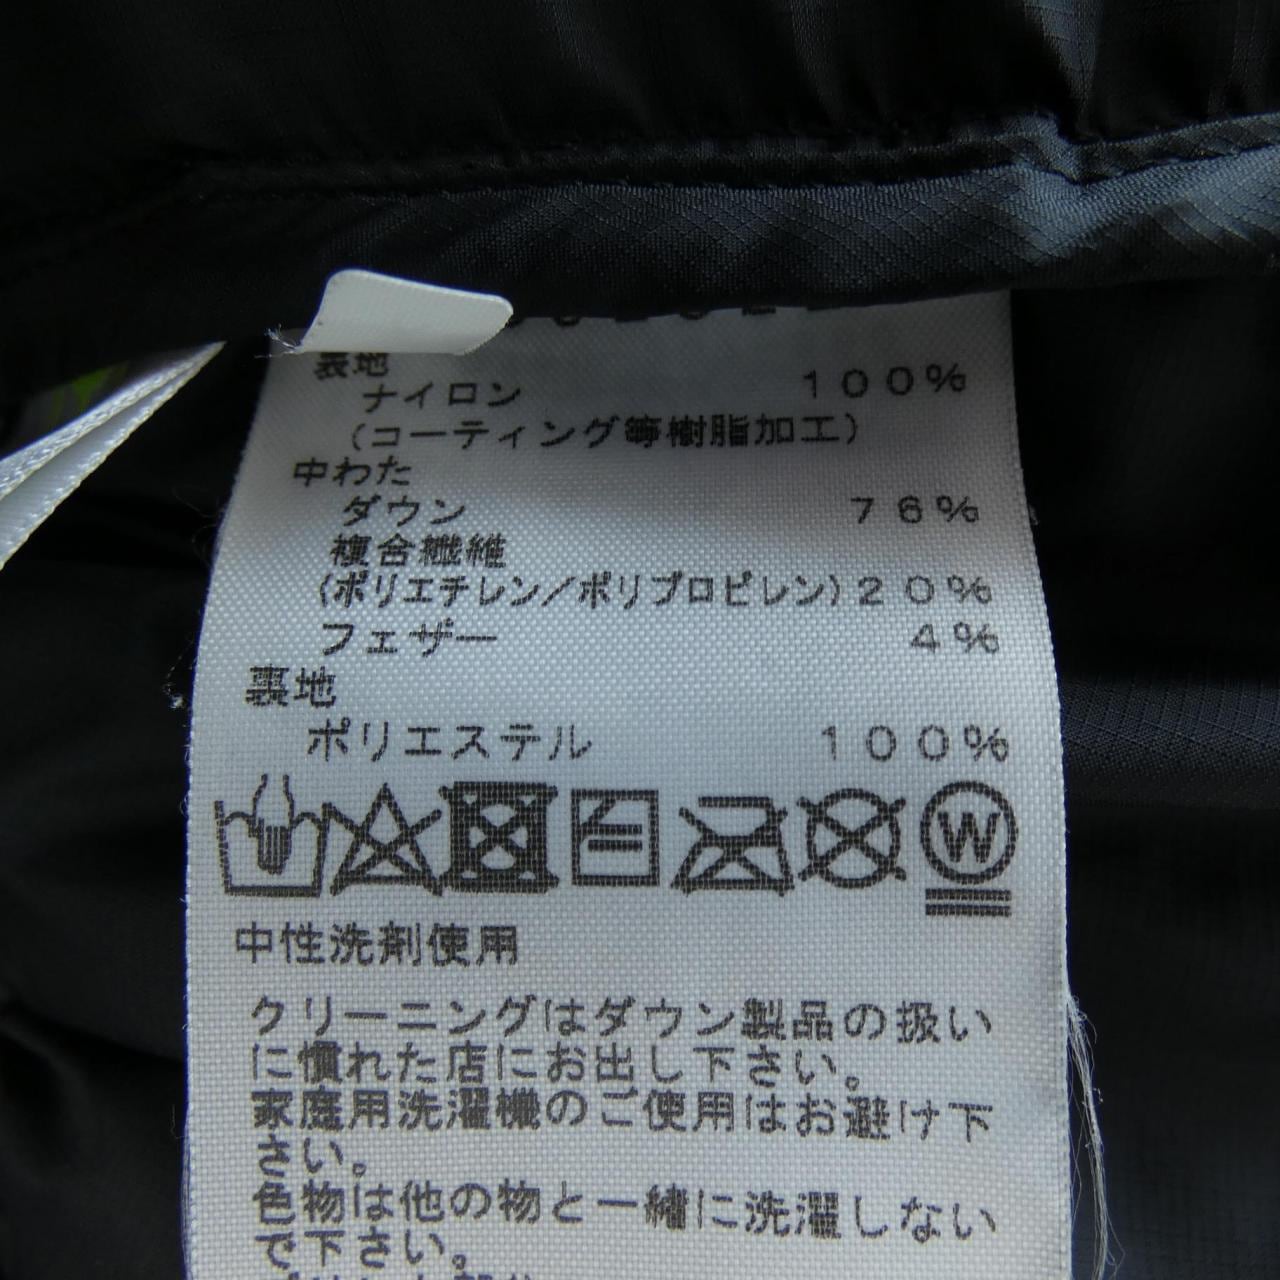 表地
ナイロン 100%
(コーティング等樹脂加工)
中わた
ダウン 76%
複合繊維
(ポリエチレン/ポリプロピレン)20%
フェザー 4%
裏地
ポリエステル 100%
W
中性洗剤使用
クリーニングはダウン製品の扱い
に慣れた店にお出し下さい。
家庭用洗濯機のご使用はお避け下
さい。
色物は他の物と一緒に洗濯しない
で下さい。